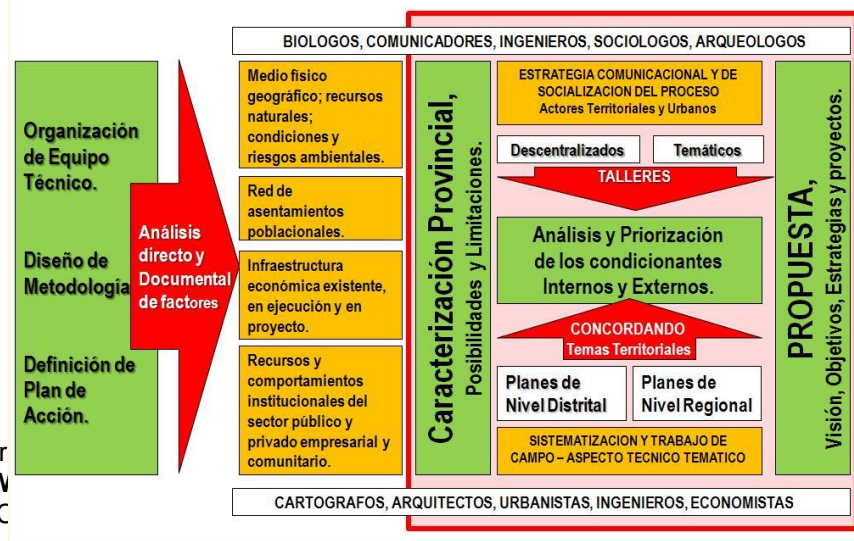 BIOLOGOS, COMUNICADORES, INGENIEROS, SOCIOLOGOS, ARQUEOLOGOS
Organización
de Equipo
Técnico.
Diseño de
Metodología
Definición de
Plan de
Acción.
Análisis
directo y
Documental
de factores
Medio físico
geográfico; recursos
naturales;
condiciones y
riesgos ambientales.
Red de
asentamientos
poblacionales.
Infraestructura
económica existente,
en ejecución y en
proyecto.
Recursos y
comportamientos
institucionales del
sector público y
privado empresarial y
comunitario.
Caracterización Provincial,
Posibilidades y Limitaciones.
ESTRATEGIA COMUNICACIONAL Y DE
SOCIALIZACION DEL PROCESO
Actores Territoriales y Urbanos
Descentralizados
Temáticos
TALLERES
Análisis y Priorización
de los condicionantes
Internos y Externos.
CONCORDANDO
Temas Territoriales
Planes de
Nivel Distrital
Planes de
Nivel Regional
SISTEMATIZACION Y TRABAJO DE
CAMPO – ASPECTO TECNICO TEMATICO
PROPUESTA,
Visión, Objetivos, Estrategias y proyectos.
CARTOGRAFOS, ARQUITECTOS, URBANISTAS, INGENIEROS, ECONOMISTAS